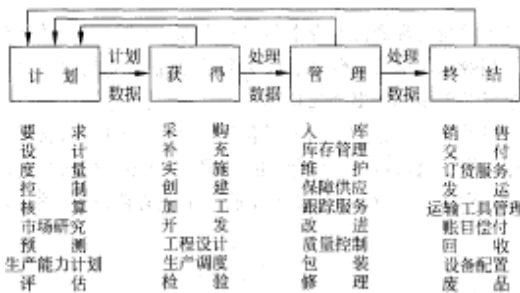 计划 获得 管理 终结
计划 处理 处理
数据 数据 数据
要求 采购 入库 销售
设计 补充 库存管理 交付
度量 实施 维护 订货服务
控制 创建 保障供应 发运
核算 加工 跟踪服务 运输工具管理
市场研究 开发 改进 账目偿付
预测 工程设计 质量控制 回收
生产能力计划 生产调度 包装 设备配置
评估 检验 修理 废品